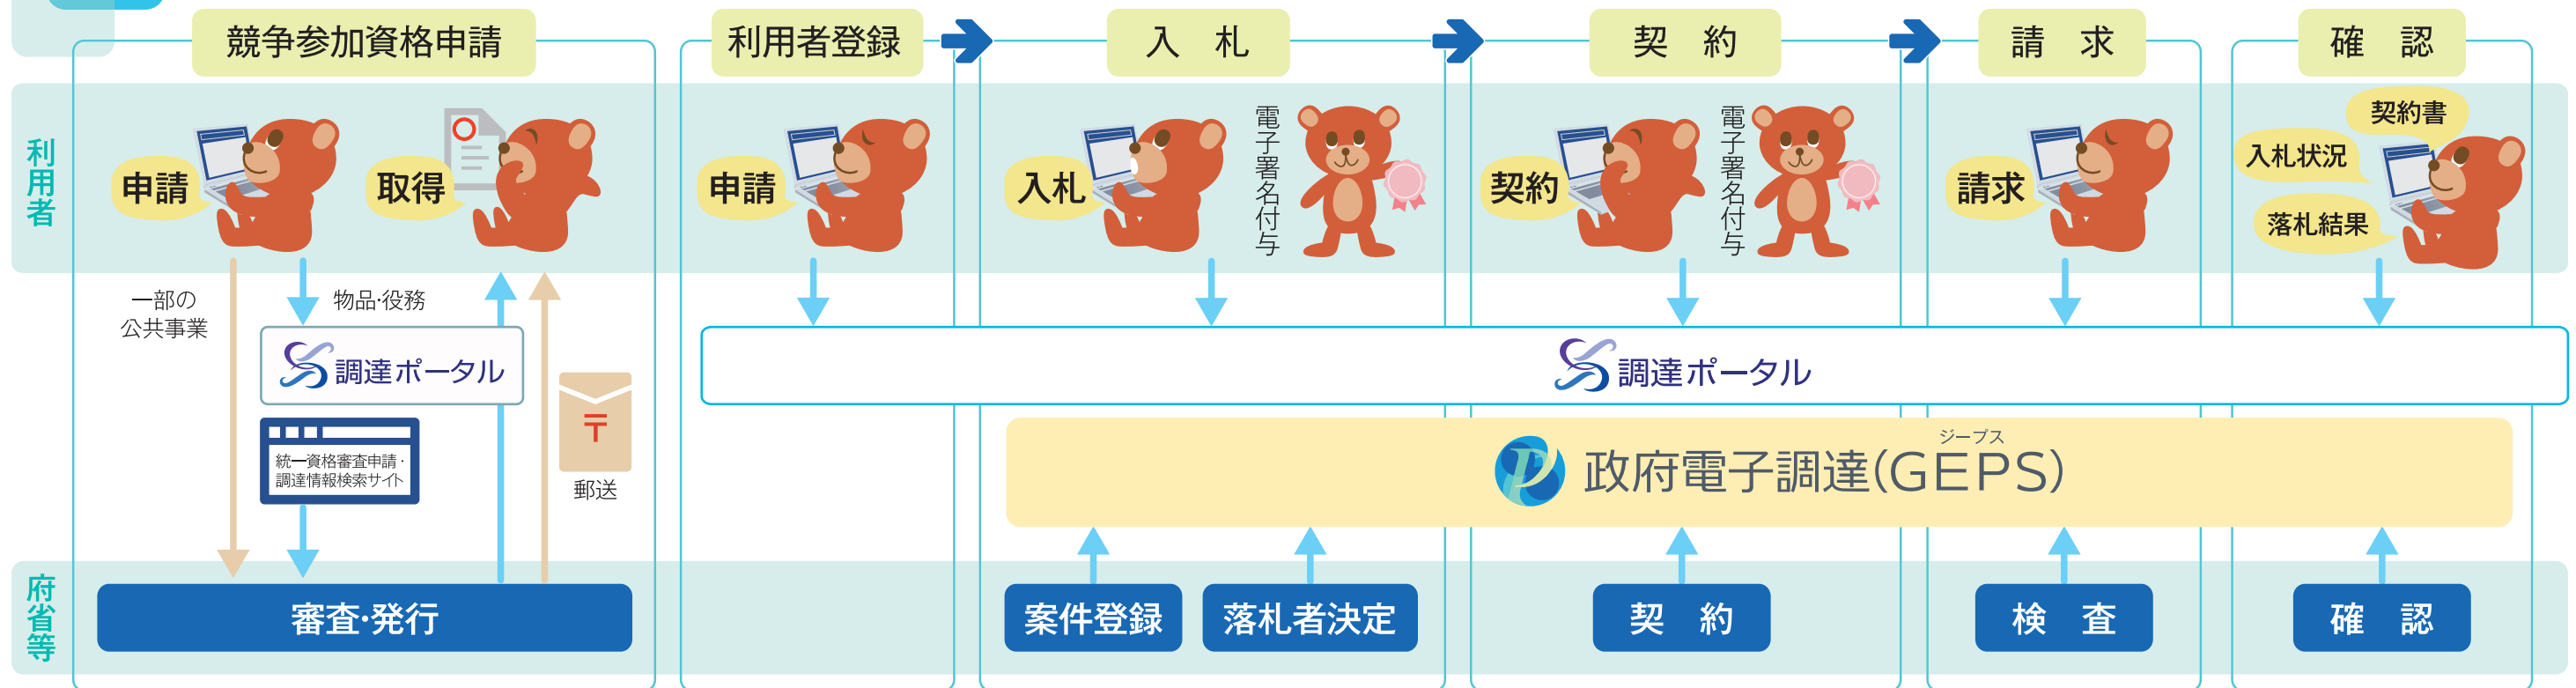 競争参加資格申請
利用者登録
入　札
契　約
請　求
確　認
利用者
申請
取得
申請
入札
電子署名付与
契約
電子署名付与
請求
契約書
入札状況
落札結果
一部の
公共事業
物品・役務
調達ポータル
調達ポータル
統一資格審査申請・
調達情報検索サイト
〒
郵送
ジープス
政府電子調達(GEPS)
府省等
審査・発行
案件登録
落札者決定
契　約
検　査
確　認